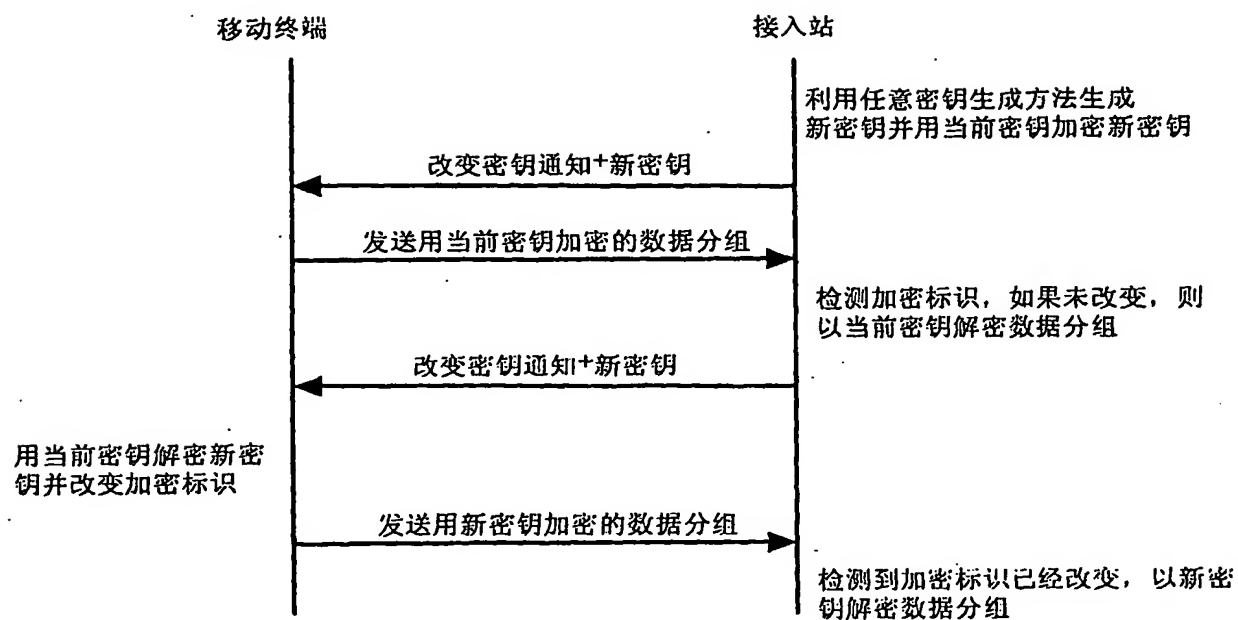 移动终端
接入站
利用任意密钥生成方法生成
新密钥并用当前密钥加密新密钥
改变密钥通知+新密钥
发送用当前密钥加密的数据分组
检测加密标识，如果未改变，则
以当前密钥解密数据分组
改变密钥通知+新密钥
用当前密钥解密新密
钥并改变加密标识
发送用新密钥加密的数据分组
检测到加密标识已经改变，以新密
钥解密数据分组